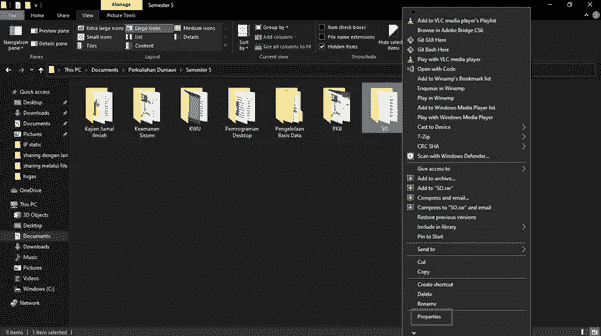 Manage
Semester 5
File
Home
Share
View
Picture Tools
Navigation pane
Preview pane
Details pane
Panes
Extra large icons
Large icons
Medium icons
Small icons
List
Details
Tiles
Content
Layout
Sort by
Group by
Add columns
Size all columns to fit
Current view
Item check boxes
File name extensions
Hidden items
Show/hide
Hide selected
This PC
Documents
Perkuliahan Duniawi
Semester 5
Quick access
Desktop
Downloads
Documents
Pictures
IP static
sharing dengan lari
sharing melalui file
tugas
OneDrive
This PC
3D Objects
Desktop
Documents
Downloads
Music
Pictures
Videos
Windows (C:)
Network
Kajian Jurnal
Ilmiah
Keamanan
Sistem
KWU
Pemrograman
Desktop
Pengelolaan
Basis Data
PKB
SO
Add to VLC media player's Playlist
Browse in Adobe Bridge CS6
Git GUI Here
Git Bash Here
Play with VLC media player
Open with Code
Add to Winamp's Bookmark list
Enqueue in Winamp
Play in Winamp
Add to Windows Media Player list
Play with Windows Media Player
Cast to Device
7-Zip
CRC SHA
Scan with Windows Defender...
Give access to
Add to archive...
Add to "SO.rar"
Compress and email...
Compress to "SO.rar" and email
Restore previous versions
Include in library
Pin to Start
Send to
Cut
Copy
Create shortcut
Delete
Rename
Properties
8 items
1 item selected